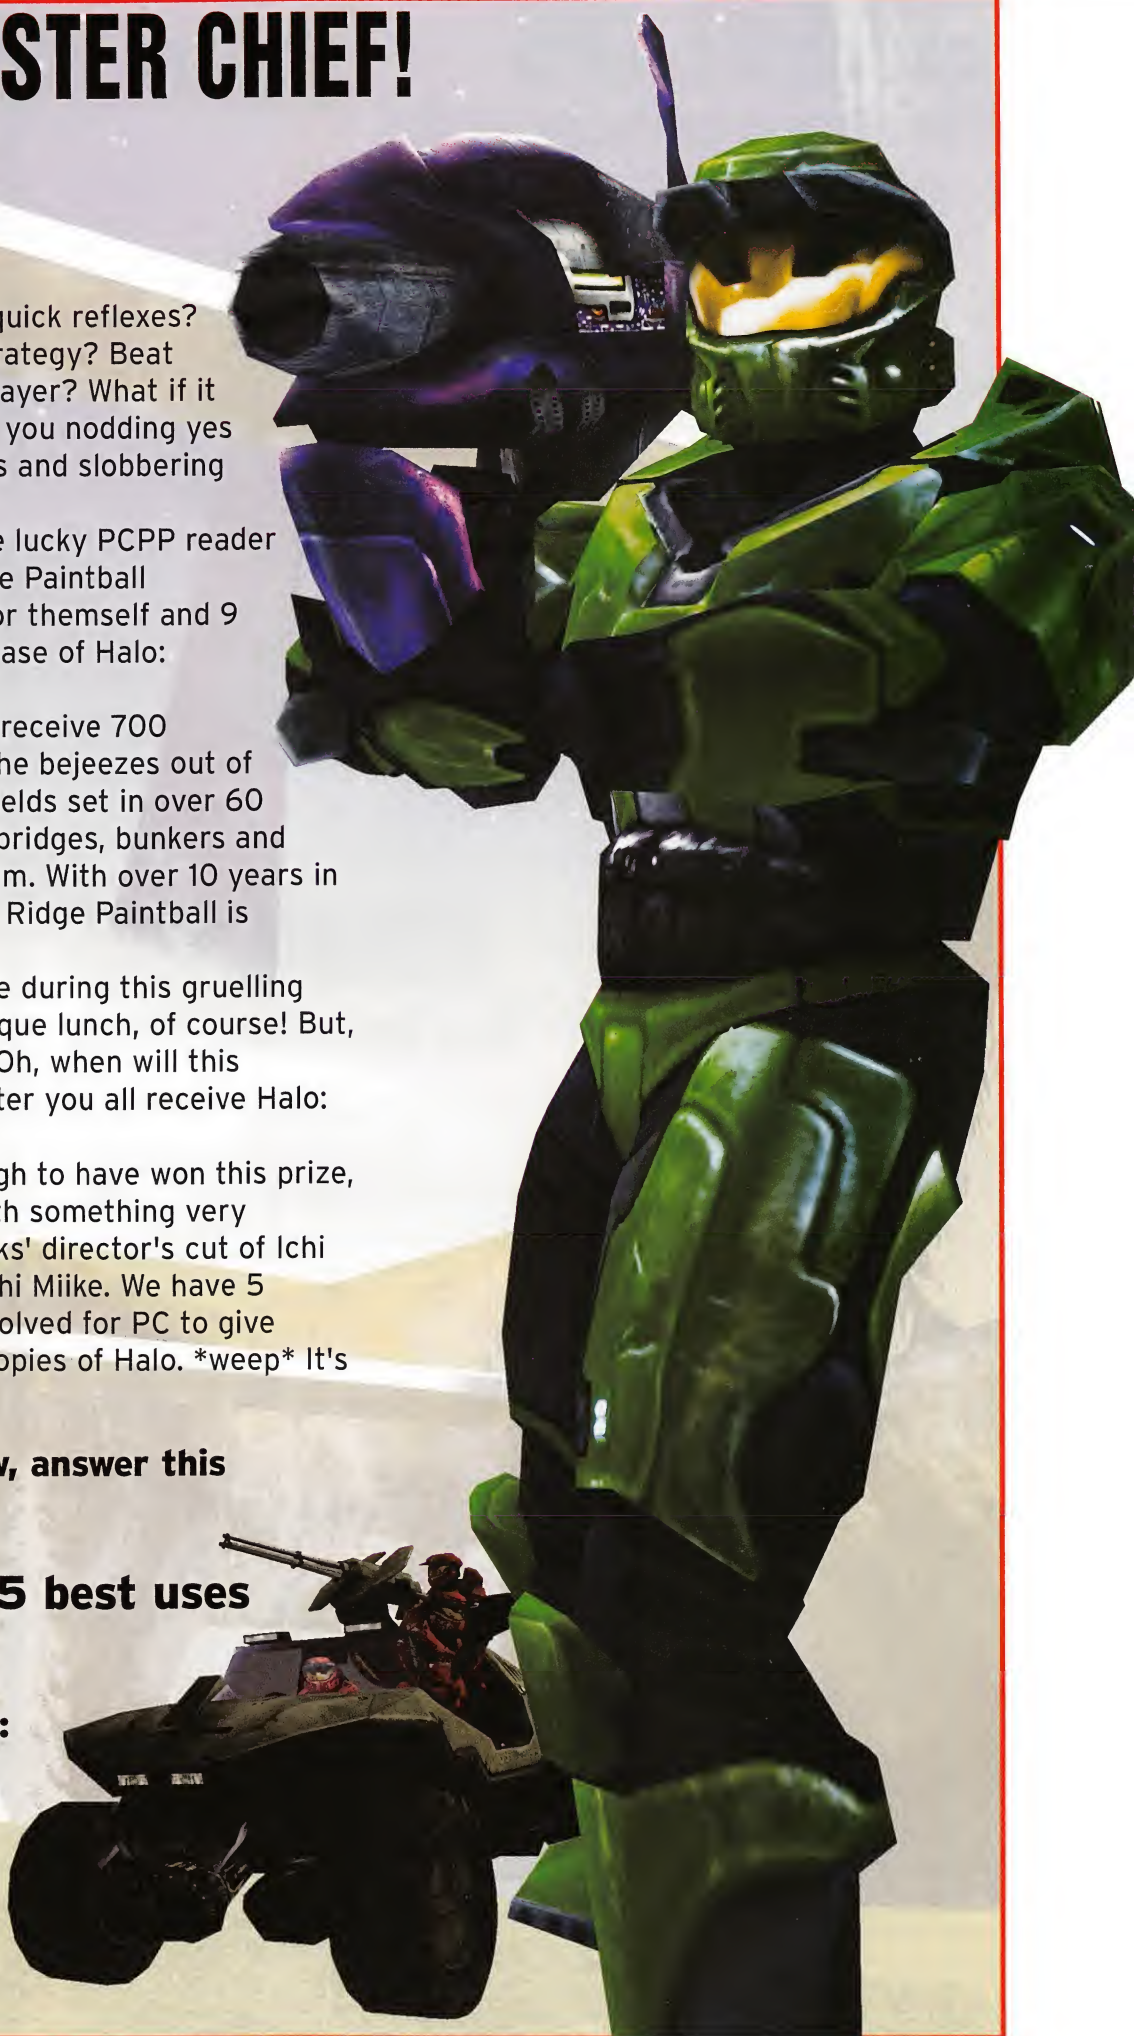 STER CHIEF!
quick reflexes?
rategy? Beat
ayer? What if it
you nodding yes
s and slobbering
e lucky PCPP reader
e Paintball
or themself and 9
ase of Halo:
receive 700
he bejeezes out of
elds set in over 60
bridges, bunkers and
m. With over 10 years in
Ridge Paintball is
e during this gruelling
que lunch, of course! But,
Oh, when will this
ter you all receive Halo:
gh to have won this prize,
th something very
ks' director's cut of Ichi
hi Miike. We have 5
olved for PC to give
opies of Halo. *weep* It's
w, answer this
5 best uses
: